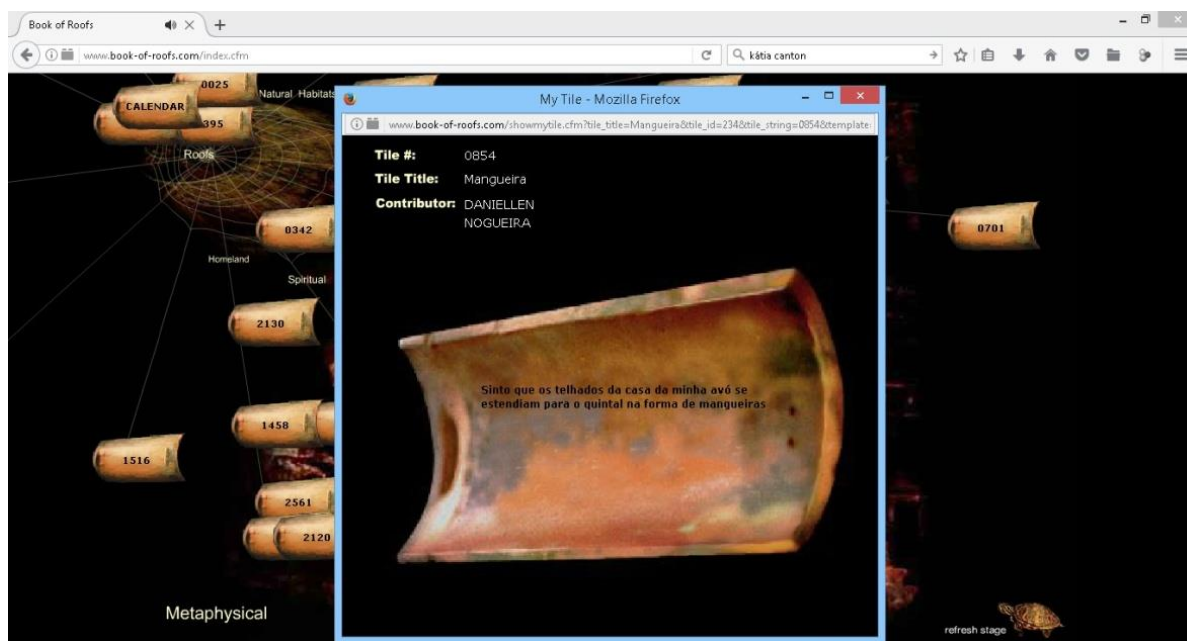 Book of Roofs
www.book-of-roofs.com/index.cfm
kátia canton
0025
Natural Habitats
CALENDAR
395
Roofs
0342
Homeland
Spiritual
2130
1458
1516
2561
2120
Metaphysical
My Tile - Mozilla Firefox
www.book-of-roofs.com/showmytile.cfm?tile_title=Mangueira&tile_id=234&tile_string=0854&template
Tile #: 0854
Tile Title: Mangueira
Contributor: DANIELLEN
NOGUEIRA
Sinto que os telhados da casa da minha avó se
estendiam para o quintal na forma de mangueiras
0701
refresh stage